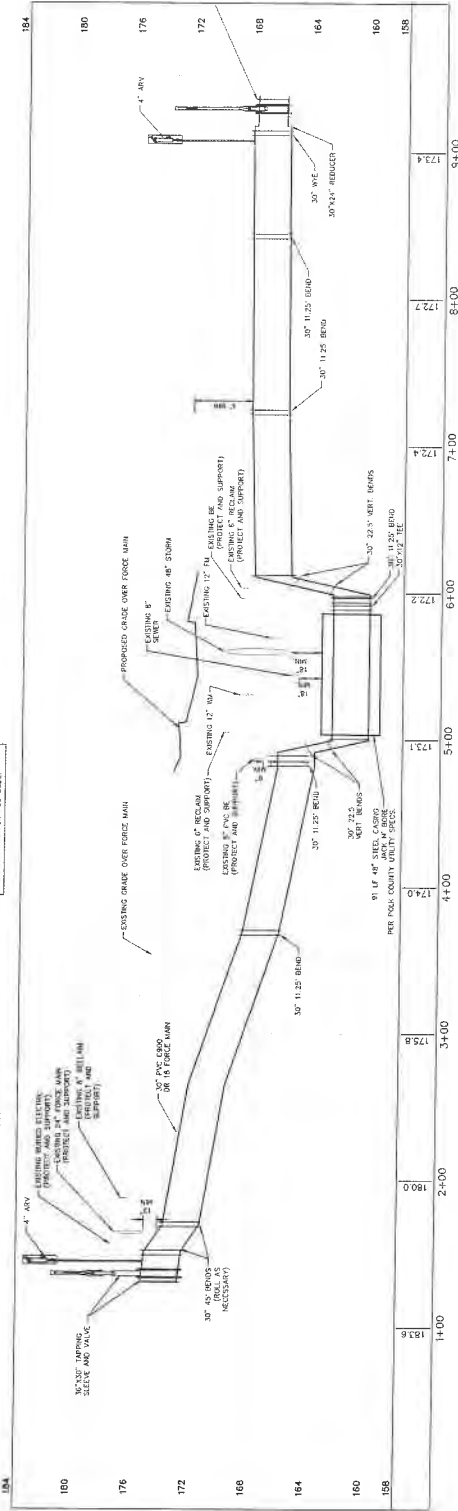 184
180
176
172
168
164
160
158
184
180
176
172
168
164
160
158
36"X30" TAPPING
SLEEVE AND VALVE
4" ARV
EXISTING BURIED ELECTRIC
(PROTECT AND SUPPORT)
EXISTING 24" FORCE MAIN
(PROTECT AND SUPPORT)
(PROTECT AND
SUPPORT)
MIN
30" 45° BENDS
(ROLL AS
NECESSARY)
30" PVC C900
DR 18 FORCE MAIN
EXISTING GRADE OVER FORCE MAIN
30" 11.25° BEND
EXISTING 6" RECLAIM
(PROTECT AND SUPPORT)
(PROTECT AND SUPPORT)
30" 11.25° BEND
30" 22.5
VERT BENDS
91 LF 48" STEEL CASING
JACK N' BORE
PER POLK COUNTY UTILITY SPECS.
EXISTING 12" WM
PROPOSED GRADE OVER FORCE MAIN
EXISTING 8"
SEWER
EXISTING 48" STORM
EXISTING 12" FM
EXISTING BE
(PROTECT AND SUPPORT)
EXISTING 6" RECLAIM
(PROTECT AND SUPPORT)
18"
MIN
18"
MIN
30" 22.5° VERT. BENDS
30" 11.25° BEND
30"X12" TEE
30" 11.25° BEND
30" 11.25° BEND
4" ARV
30" WYE
30"X24" REDUCER
183.6
180.0
175.8
174.0
173.1
172.2
172.4
172.7
173.4
1+00
2+00
3+00
4+00
5+00
6+00
7+00
8+00
9+00